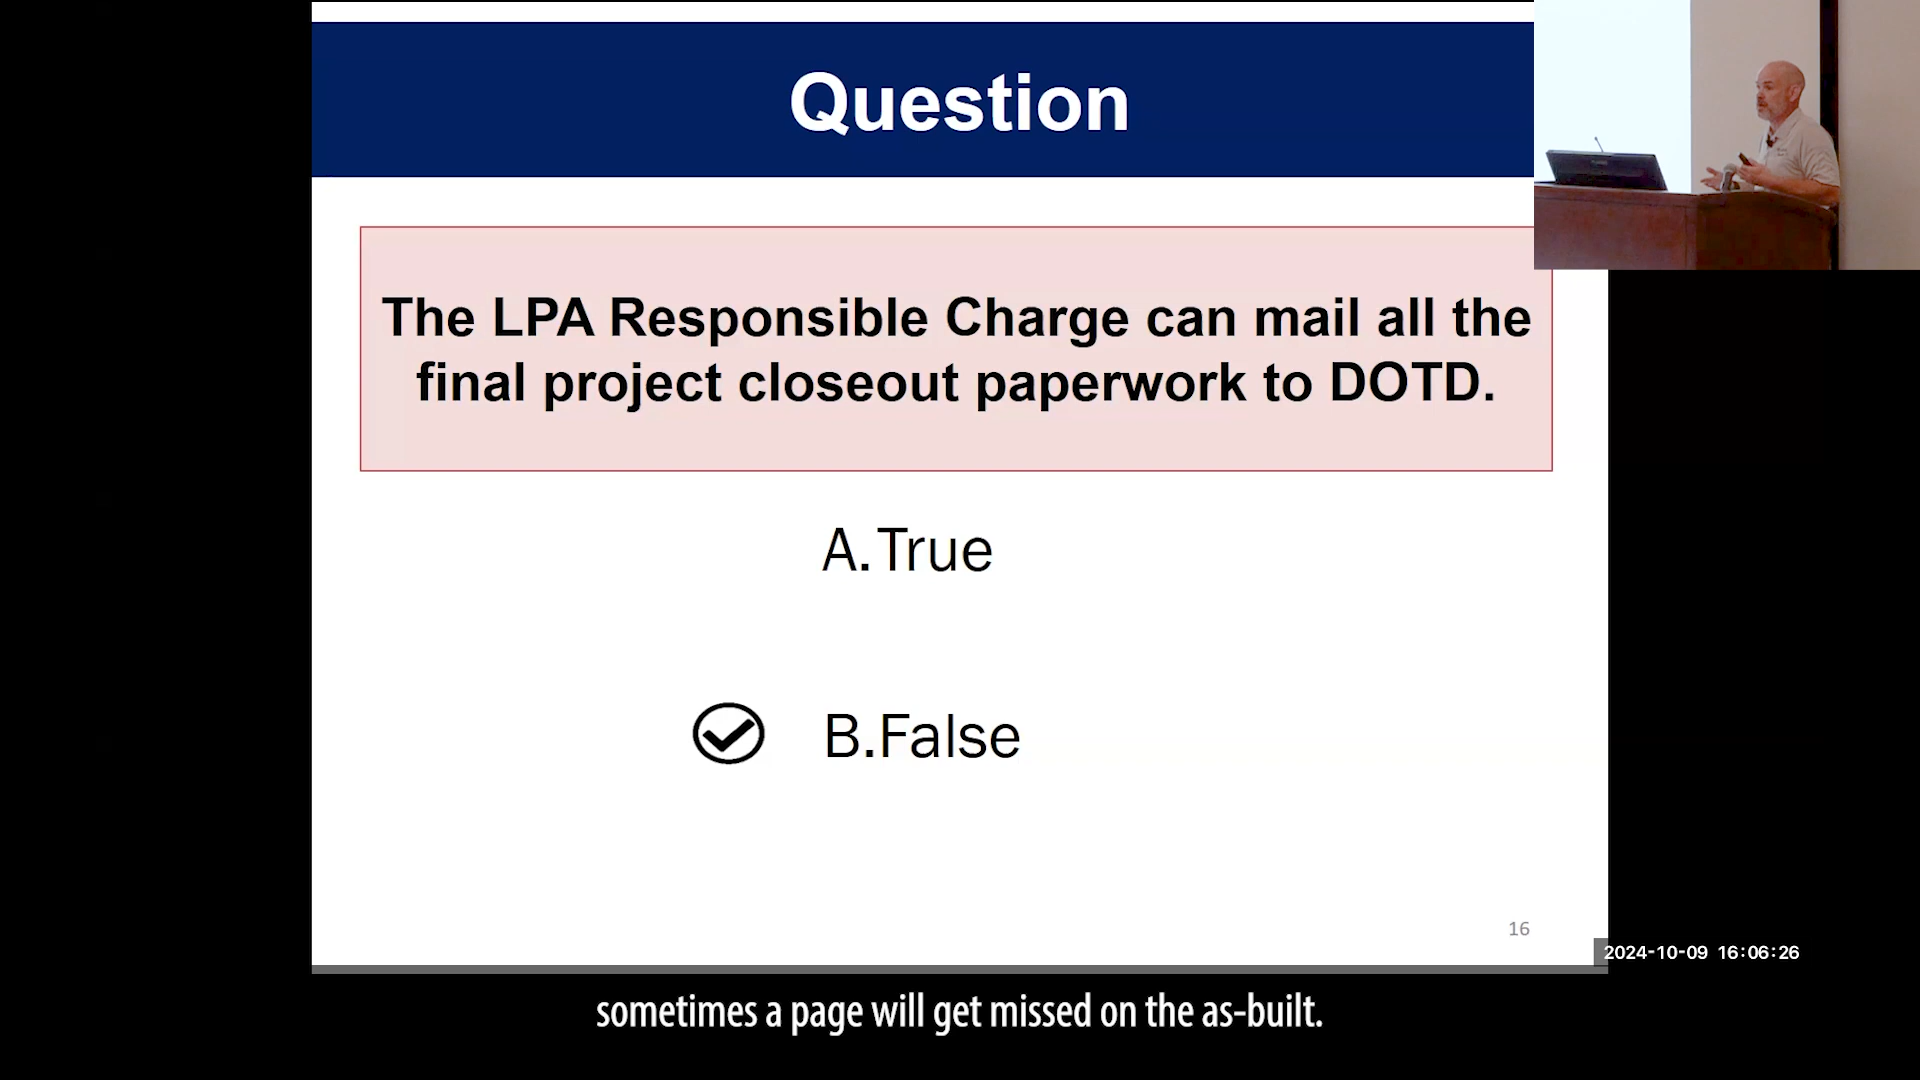 Question
The LPA Responsible Charge can mail all the
final project closeout paperwork to DOTD.
A. True
B. False
16
2024-10-09 16:06:26
sometimes a page will get missed on the as-built.